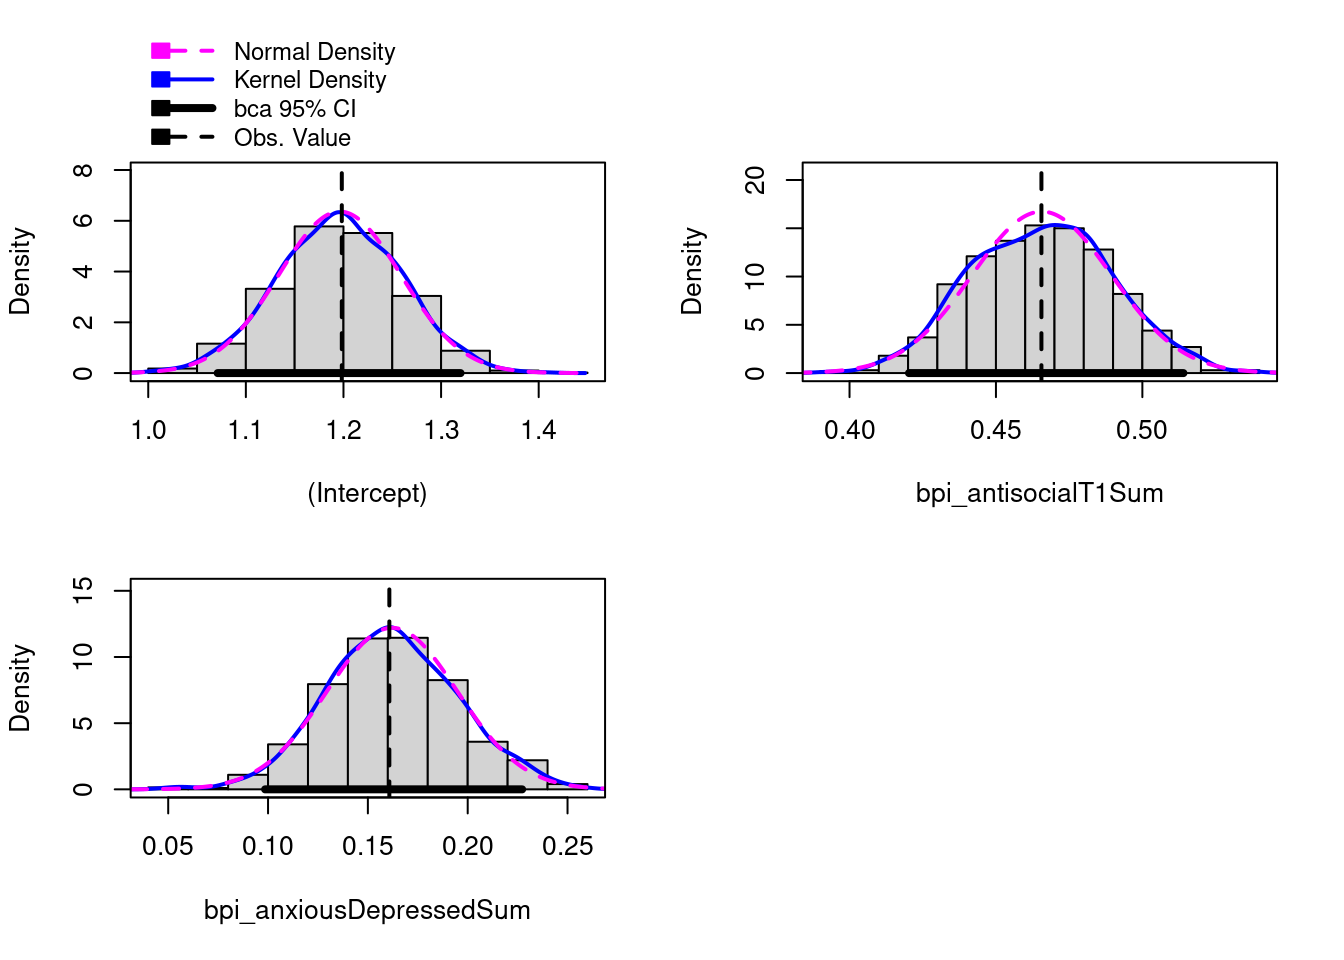 Normal Density
Kernel Density
bca 95% CI
Obs. Value
Density
0 2 4 6 8
1.0 1.1 1.2 1.3 1.4
(Intercept)
Density
0 5 10 20
0.40 0.45 0.50
bpi_antisocialT1Sum
Density
0 5 10 15
0.05 0.10 0.15 0.20 0.25
bpi_anxiousDepressedSum